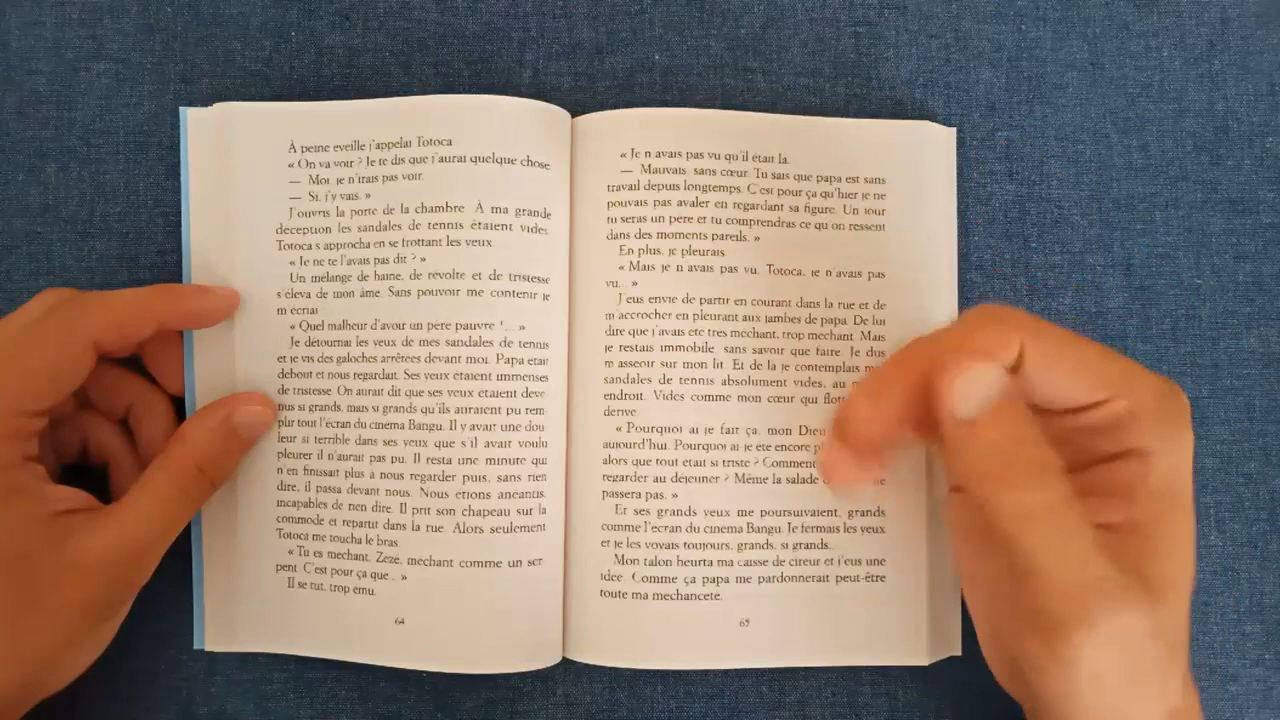 À peine éveillé j'appelai Totoca.
« On va voir ? Je te dis que j'aurai quelque chose.
— Moi, je n'irais pas voir.
— Si, j'y vais. »
J'ouvris la porte de la chambre. À ma grande
déception les sandales de tennis étaient vides.
Totoca s'approcha en se frottant les yeux.
« Je ne te l'avais pas dit ? »
Un mélange de haine, de révolte et de tristesse
s'éleva de mon âme. Sans pouvoir me contenir je
m'écriai :
« Quel malheur d'avoir un père pauvre !... »
Je détournai les yeux de mes sandales de tennis
et je vis des galoches arrêtées devant moi. Papa était
debout et nous regardait. Ses yeux étaient immenses
de tristesse. On aurait dit que ses yeux étaient deve-
nus si grands, mais si grands qu'ils auraient pu rem-
plir tout l'écran du cinéma Bangu. Il y avait une dou-
leur si terrible dans ses yeux que s'il avait voulu
pleurer il n'aurait pas pu. Il resta une minute qui
n'en finissait plus à nous regarder puis, sans rien
dire, il passa devant nous. Nous étions anéantis,
incapables de rien dire. Il prit son chapeau sur la
commode et repartit dans la rue. Alors seulement
Totoca me toucha le bras.
« Tu es méchant, Zézé, méchant comme un ser-
pent. C'est pour ça que... »
Il se tut, trop ému.
64
« Je n'avais pas vu qu'il était là.
— Mauvais, sans cœur. Tu sais que papa est sans
travail depuis longtemps. C'est pour ça qu'hier je ne
pouvais pas avaler en regardant sa figure. Un jour
tu seras un père et tu comprendras ce qu'on ressent
dans des moments pareils. »
En plus, je pleurais.
« Mais je n'avais pas vu, Totoca, je n'avais pas
vu... »
J'eus envie de partir en courant dans la rue et de
m'accrocher en pleurant aux jambes de papa. De lui
dire que j'avais été très méchant, trop méchant. Mais
je restais immobile, sans savoir que faire. Je dus
m'asseoir sur mon lit. Et de là je contemplais
sandales de tennis absolument vides, au
endroit. Vides comme mon cœur qui
dérive.
« Pourquoi ai-je fait ça, mon Dieu
aujourd'hui. Pourquoi ai-je été encore
alors que tout était si triste ? Comment
regarder au déjeuner ? Même la salade
passera pas. »
Et ses grands yeux me poursuivaient, grands
comme l'écran du cinéma Bangu. Je fermais les yeux
et je les voyais toujours, grands, si grands...
Mon talon heurta ma caisse de cireur et j'eus une
idée. Comme ça papa me pardonnerait peut-être
toute ma méchanceté.
65